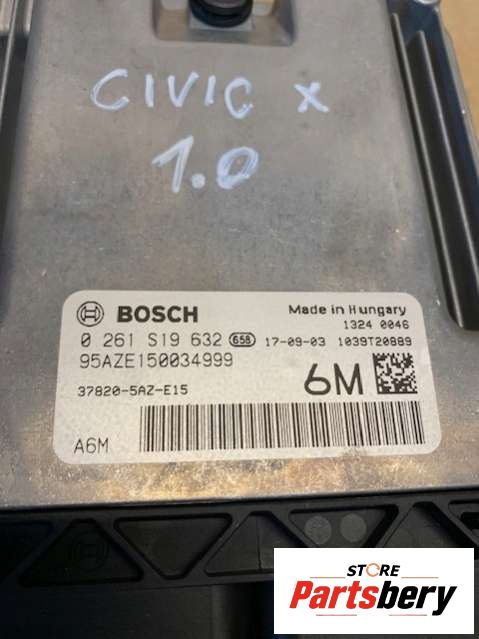 CIVIC X
1.0
BOSCH
Made in Hungary
1324 0046
0 261 S19 632 658 17-09-03 1039T20889
95AZE150034999
6M
37820-5AZ-E15
A6M
STORE
Partsbery